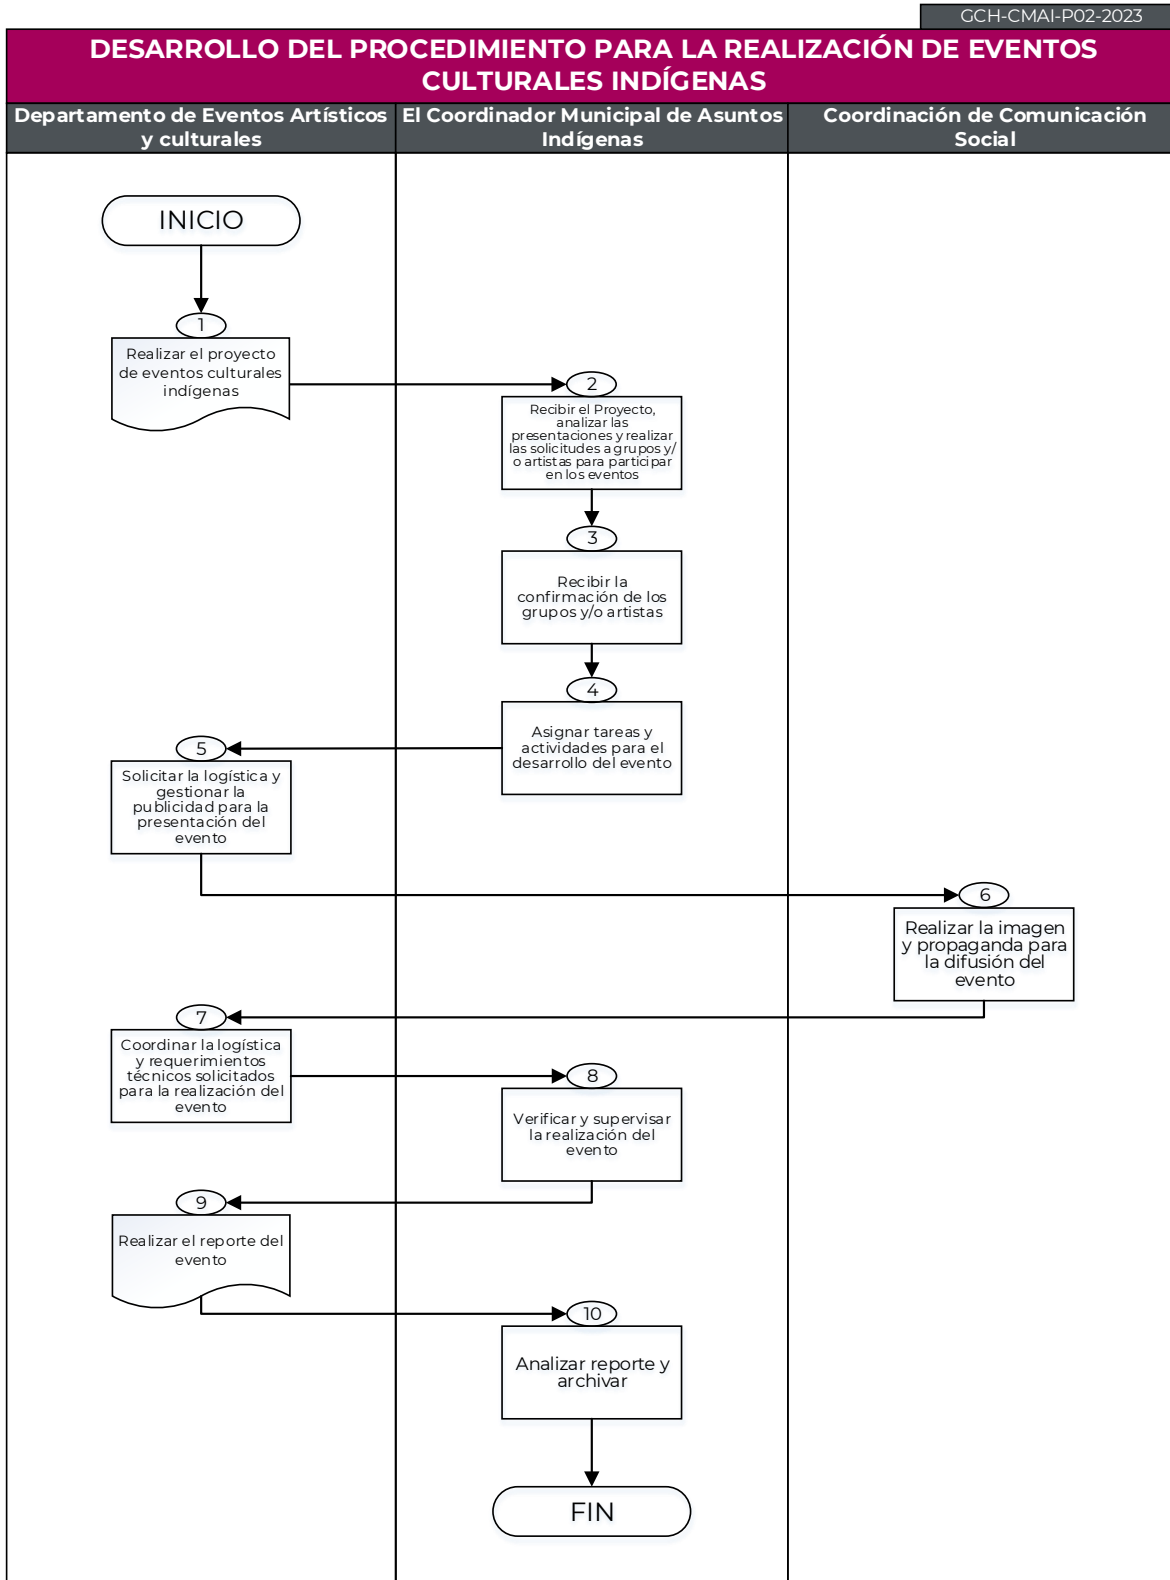 GCH-CMAI-P02-2023
DESARROLLO DEL PROCEDIMIENTO PARA LA REALIZACIÓN DE EVENTOS
CULTURALES INDÍGENAS
Departamento de Eventos Artísticos
y culturales
El Coordinador Municipal de Asuntos
Indígenas
Coordinación de Comunicación
Social
INICIO
1
Realizar el proyecto
de eventos culturales
indígenas
2
Recibir el Proyecto,
analizar las
presentaciones y realizar
las solicitudes a grupos y/
o artistas para participar
en los eventos
3
Recibir la
confirmación de los
grupos y/o artistas
4
Asignar tareas y
actividades para el
desarrollo del evento
5
Solicitar la logística y
gestionar la
publicidad para la
presentación del
evento
6
Realizar la imagen
y propaganda para
la difusión del
evento
7
Coordinar la logística
y requerimientos
técnicos solicitados
para la realización del
evento
8
Verificar y supervisar
la realización del
evento
9
Realizar el reporte del
evento
10
Analizar reporte y
archivar
FIN